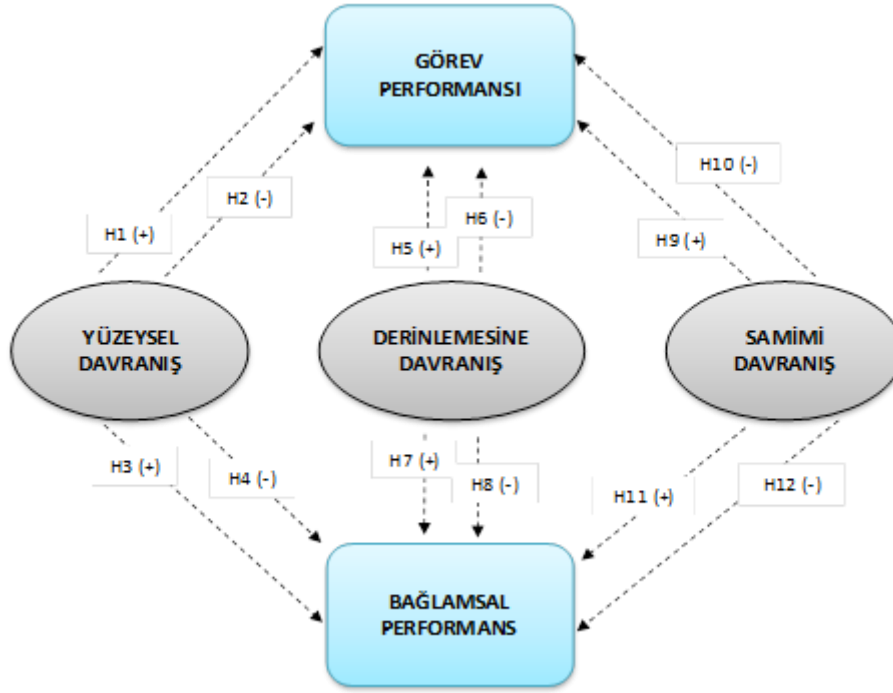 GÖREV
PERFORMANSI
H10 (-)
H2 (-)
H6 (-)
H1 (+)
H5 (+)
H9 (+)
YÜZEYSEL
DAVRANIŞ
DERİNLEMESİNE
DAVRANIŞ
SAMİMİ
DAVRANIŞ
H3 (+)
H4 (-)
H7 (+)
H8 (-)
H11 (+)
H12 (-)
BAĞLAMSAL
PERFORMANS